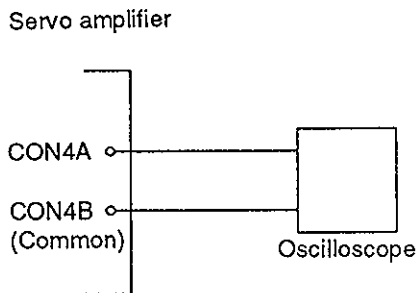 Servo amplifier
CON4A
CON4B
(Common)
Oscilloscope